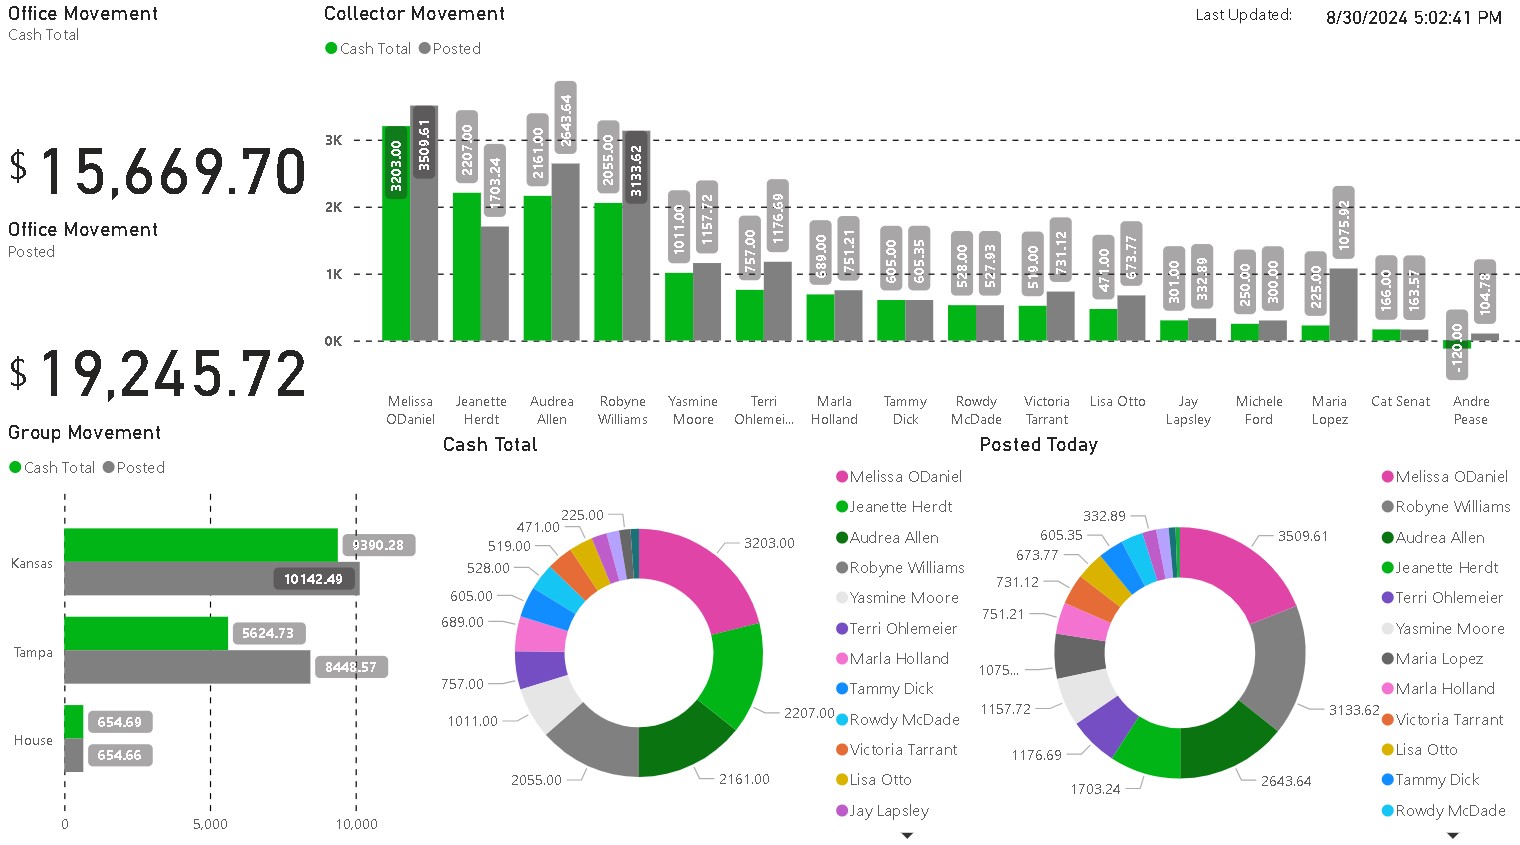 Office Movement
Cash Total
$ 15,669.70
Office Movement
Posted
$ 19,245.72
Collector Movement
Cash Total Posted
Last Updated: 8/30/2024 5:02:41 PM
3K
2K
1K
0K
3203.00 3509.61 2207.00 1703.24 2161.00 2643.64 2055.00 3133.62 1011.00 1157.72 757.00 1176.69 689.00 751.21 605.00 605.35 528.00 527.93 519.00 731.12 471.00 673.77 301.00 332.89 250.00 300.00 225.00 1075.92 166.00 163.57 -120.00 104.78
Melissa ODaniel
Jeanette Herdt
Audrea Allen
Robyne Williams
Yasmine Moore
Terri Ohlemei...
Marla Holland
Tammy Dick
Rowdy McDade
Victoria Tarrant
Lisa Otto
Jay Lapsley
Michele Ford
Maria Lopez
Cat Senat
Andre Pease
Group Movement
Cash Total Posted
Kansas
9390.28
10142.49
Tampa
5624.73
8448.57
House
654.69
654.66
0 5,000 10,000
Cash Total
3203.00
2207.00
2161.00
2055.00
1011.00
757.00
689.00
605.00
528.00
519.00
471.00
225.00
Melissa ODaniel
Jeanette Herdt
Audrea Allen
Robyne Williams
Yasmine Moore
Terri Ohlemeier
Marla Holland
Tammy Dick
Rowdy McDade
Victoria Tarrant
Lisa Otto
Jay Lapsley
Posted Today
3509.61
3133.62
2643.64
1703.24
1176.69
1157.72
1075...
751.21
731.12
673.77
605.35
332.89
Melissa ODaniel
Robyne Williams
Audrea Allen
Jeanette Herdt
Terri Ohlemeier
Yasmine Moore
Maria Lopez
Marla Holland
Victoria Tarrant
Lisa Otto
Tammy Dick
Rowdy McDade